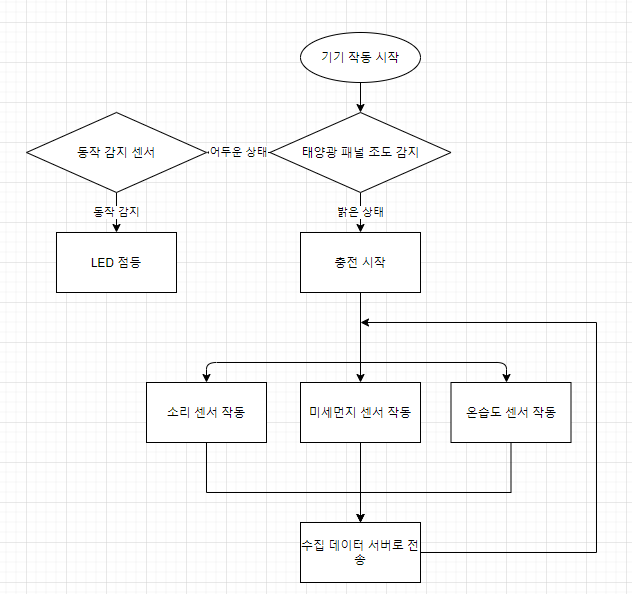 기기 작동 시작
동작 감지 센서
어두운 상태
태양광 패널 조도 감지
동작 감지
밝은 상태
LED 점등
충전 시작
소리 센서 작동
미세먼지 센서 작동
온습도 센서 작동
수집 데이터 서버로 전
송